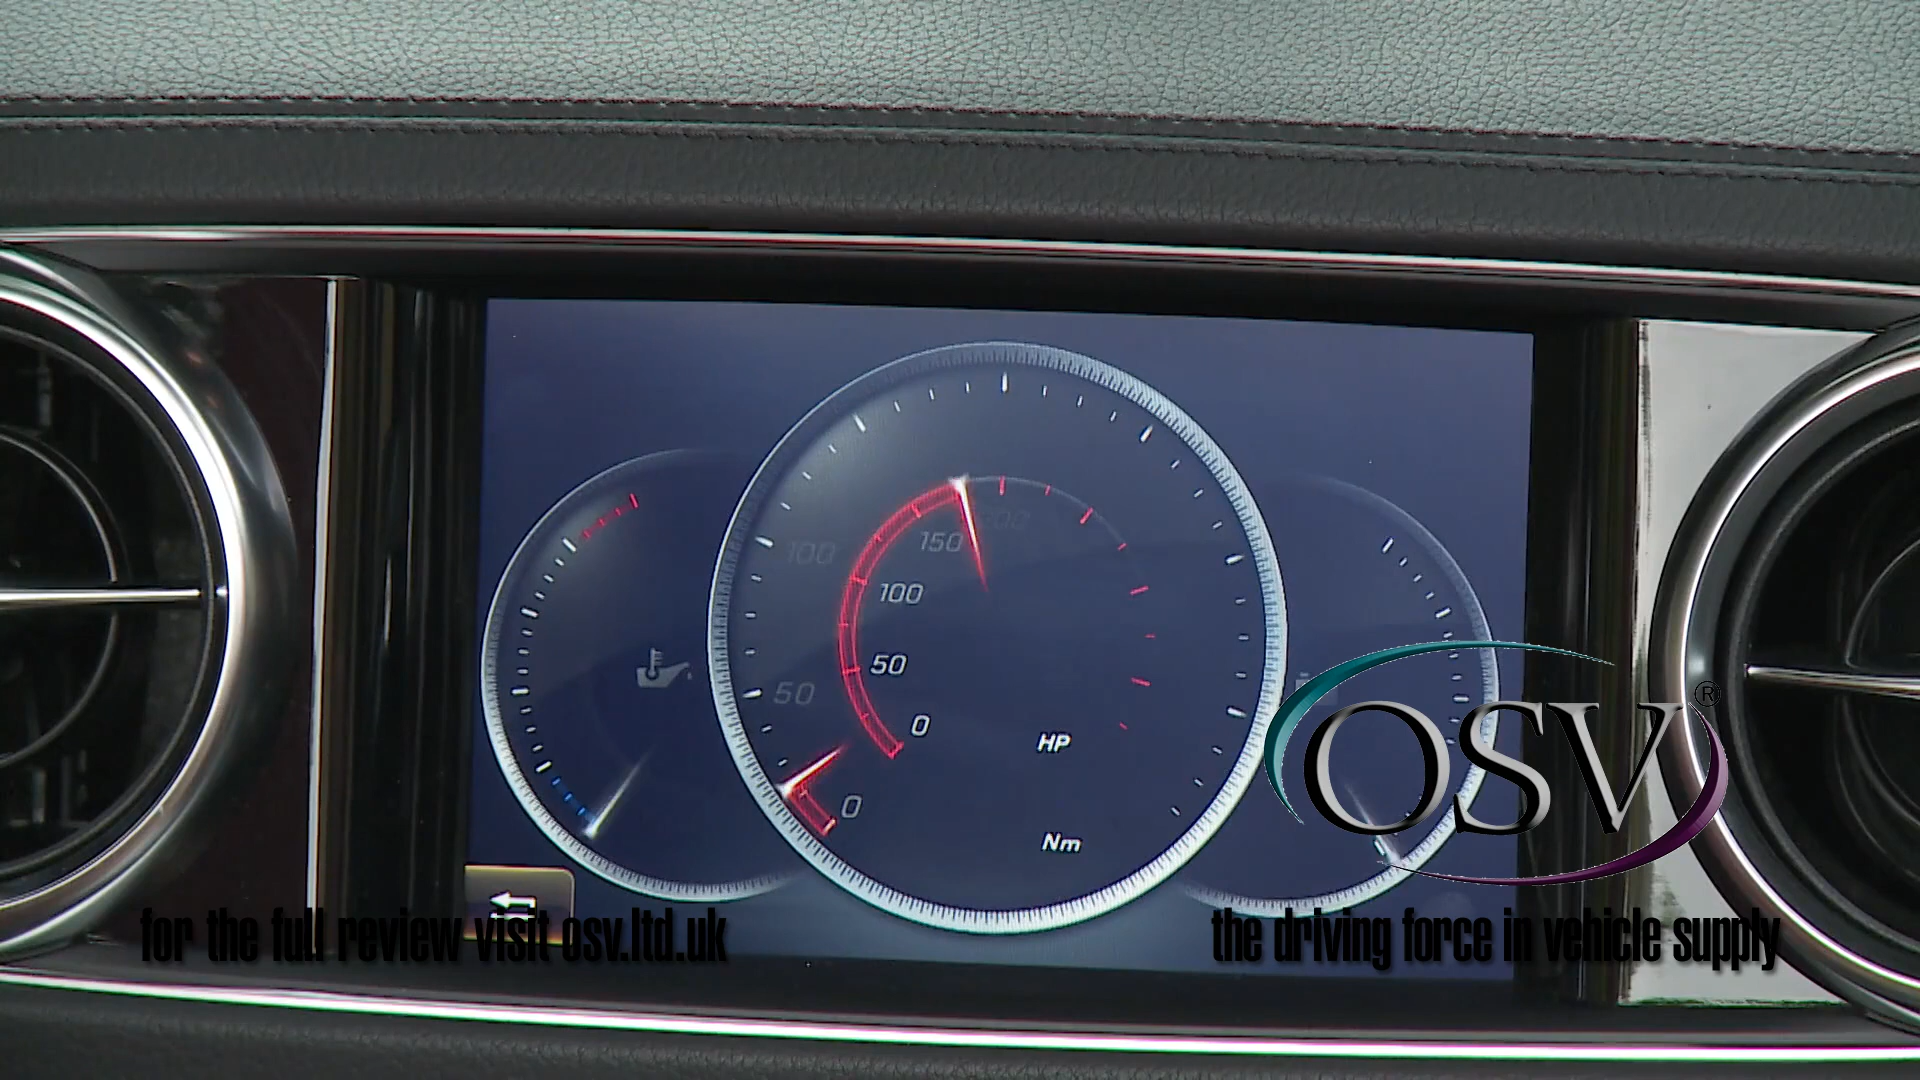 200
100
150
100
50
50
0
0
HP
Nm
OSV®
for the full review visit osv.ltd.uk
the driving force in vehicle supply